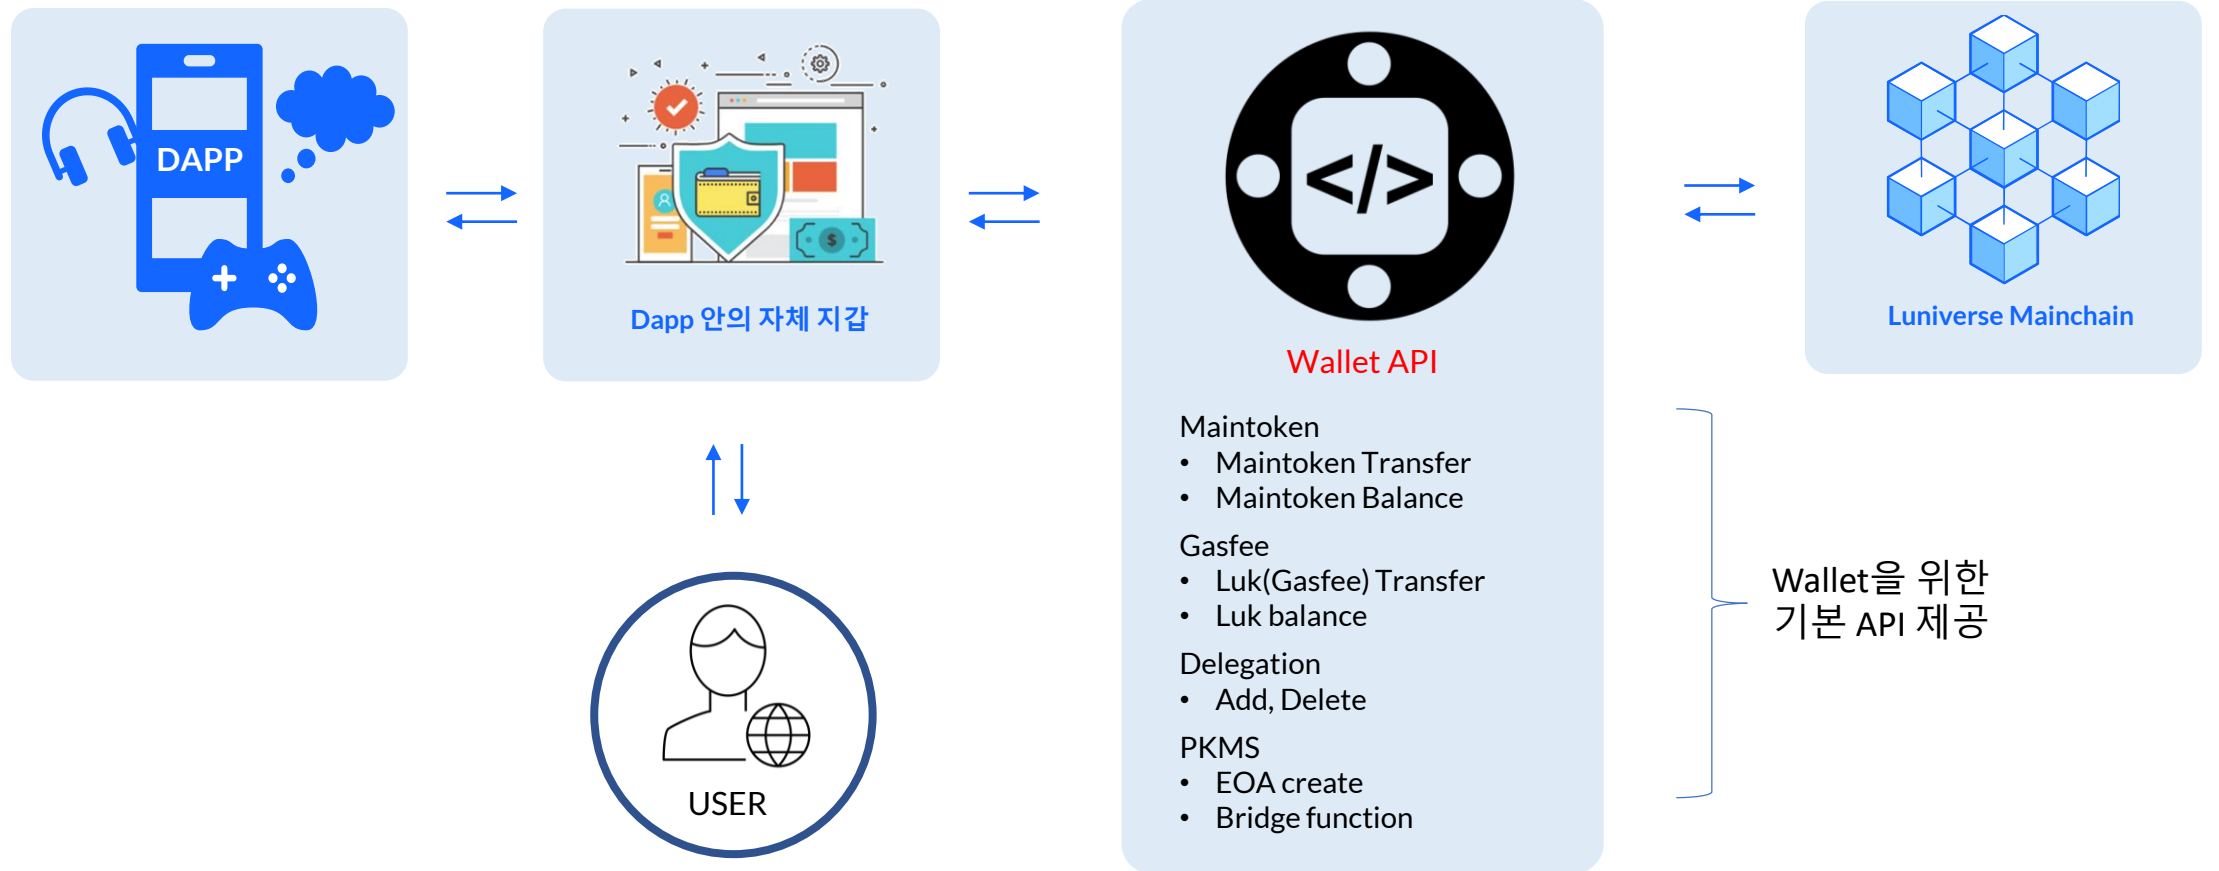 DAPP
Dapp 안의 자체 지갑
USER
</>
Wallet API
Maintoken
• Maintoken Transfer
• Maintoken Balance
Gasfee
• Luk(Gasfee) Transfer
• Luk balance
Delegation
• Add, Delete
PKMS
• EOA create
• Bridge function
Luniverse Mainchain
Wallet을 위한
기본 API 제공